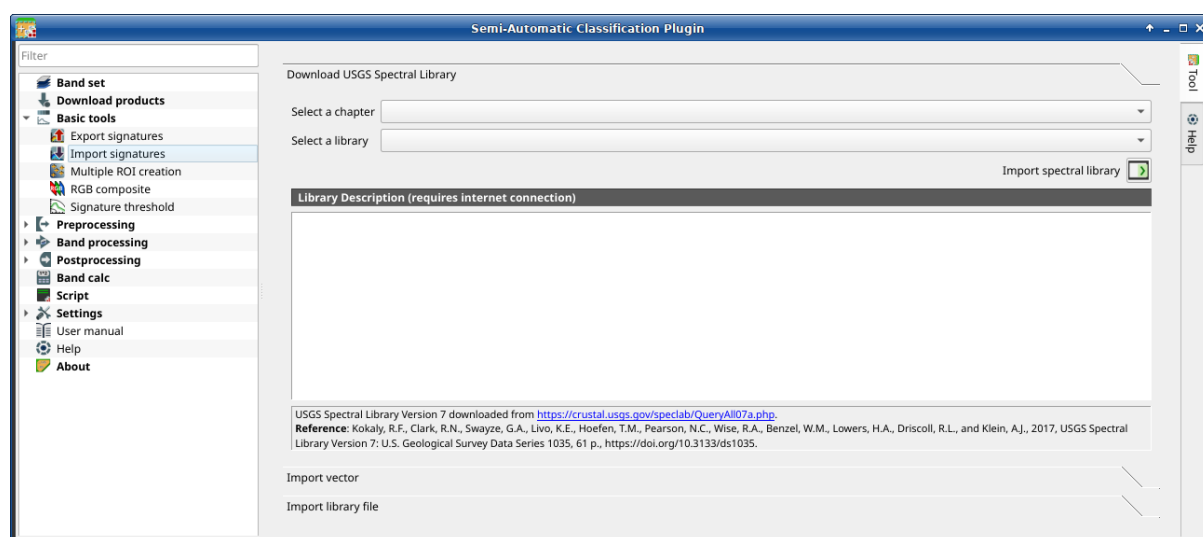 Semi-Automatic Classification Plugin
Filter
Band set
Download products
Basic tools
Export signatures
Import signatures
Multiple ROI creation
RGB composite
Signature threshold
Preprocessing
Band processing
Postprocessing
Band calc
Script
Settings
User manual
Help
About
Download USGS Spectral Library
Select a chapter
Select a library
Import spectral library
Library Description (requires internet connection)
USGS Spectral Library Version 7 downloaded from https://crustal.usgs.gov/speclab/QueryAll07a.php.
Reference: Kokaly, R.F., Clark, R.N., Swayze, G.A., Livo, K.E., Hoefen, T.M., Pearson, N.C., Wise, R.A., Benzel, W.M., Lowers, H.A., Driscoll, R.L., and Klein, A.J., 2017, USGS Spectral
Library Version 7: U.S. Geological Survey Data Series 1035, 61 p., https://doi.org/10.3133/ds1035.
Import vector
Import library file
Tool
Help